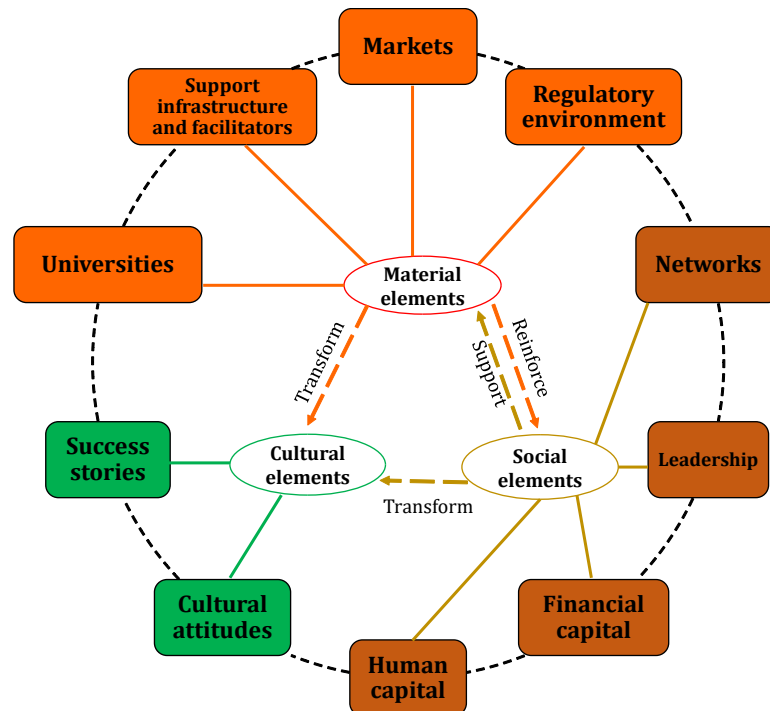 Markets
Support
infrastructure
and facilitators
Regulatory
environment
Universities
Networks
Material
elements
Transform
Reinforce
Support
Success
stories
Cultural
elements
Social
elements
Leadership
Transform
Cultural
attitudes
Financial
capital
Human
capital